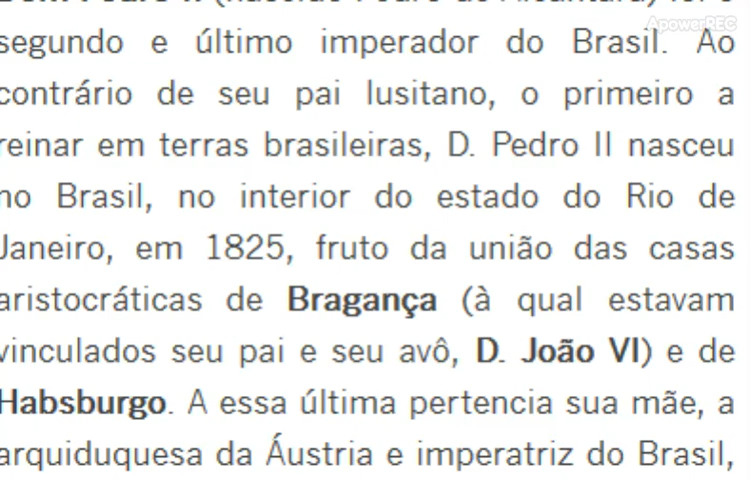 ApowerREC
segundo e último imperador do Brasil. Ao
contrário de seu pai lusitano, o primeiro a
reinar em terras brasileiras, D. Pedro II nasceu
no Brasil, no interior do estado do Rio de
Janeiro, em 1825, fruto da união das casas
aristocráticas de Bragança (à qual estavam
vinculados seu pai e seu avô, D. João VI) e de
Habsburgo. A essa última pertencia sua mãe, a
arquiduquesa da Áustria e imperatriz do Brasil,